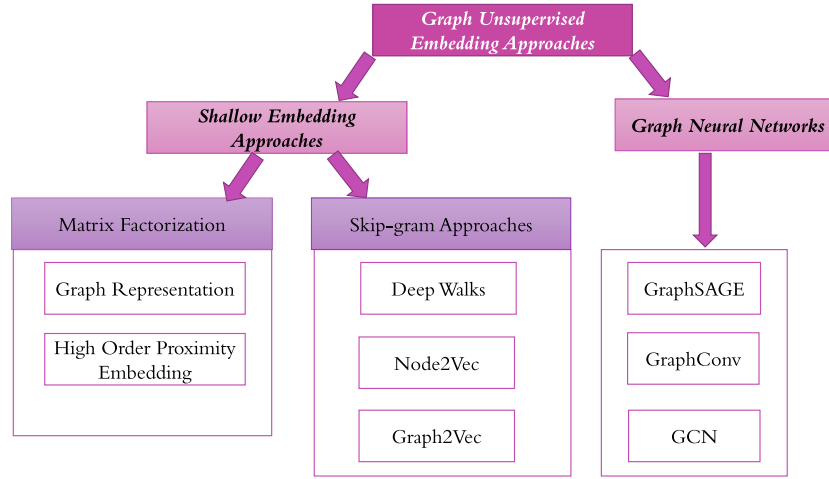 Graph Unsupervised
Embedding Approaches
Shallow Embedding
Approaches
Graph Neural Networks
Matrix Factorization
Graph Representation
High Order Proximity
Embedding
Skip-gram Approaches
Deep Walks
Node2Vec
Graph2Vec
GraphSAGE
GraphConv
GCN